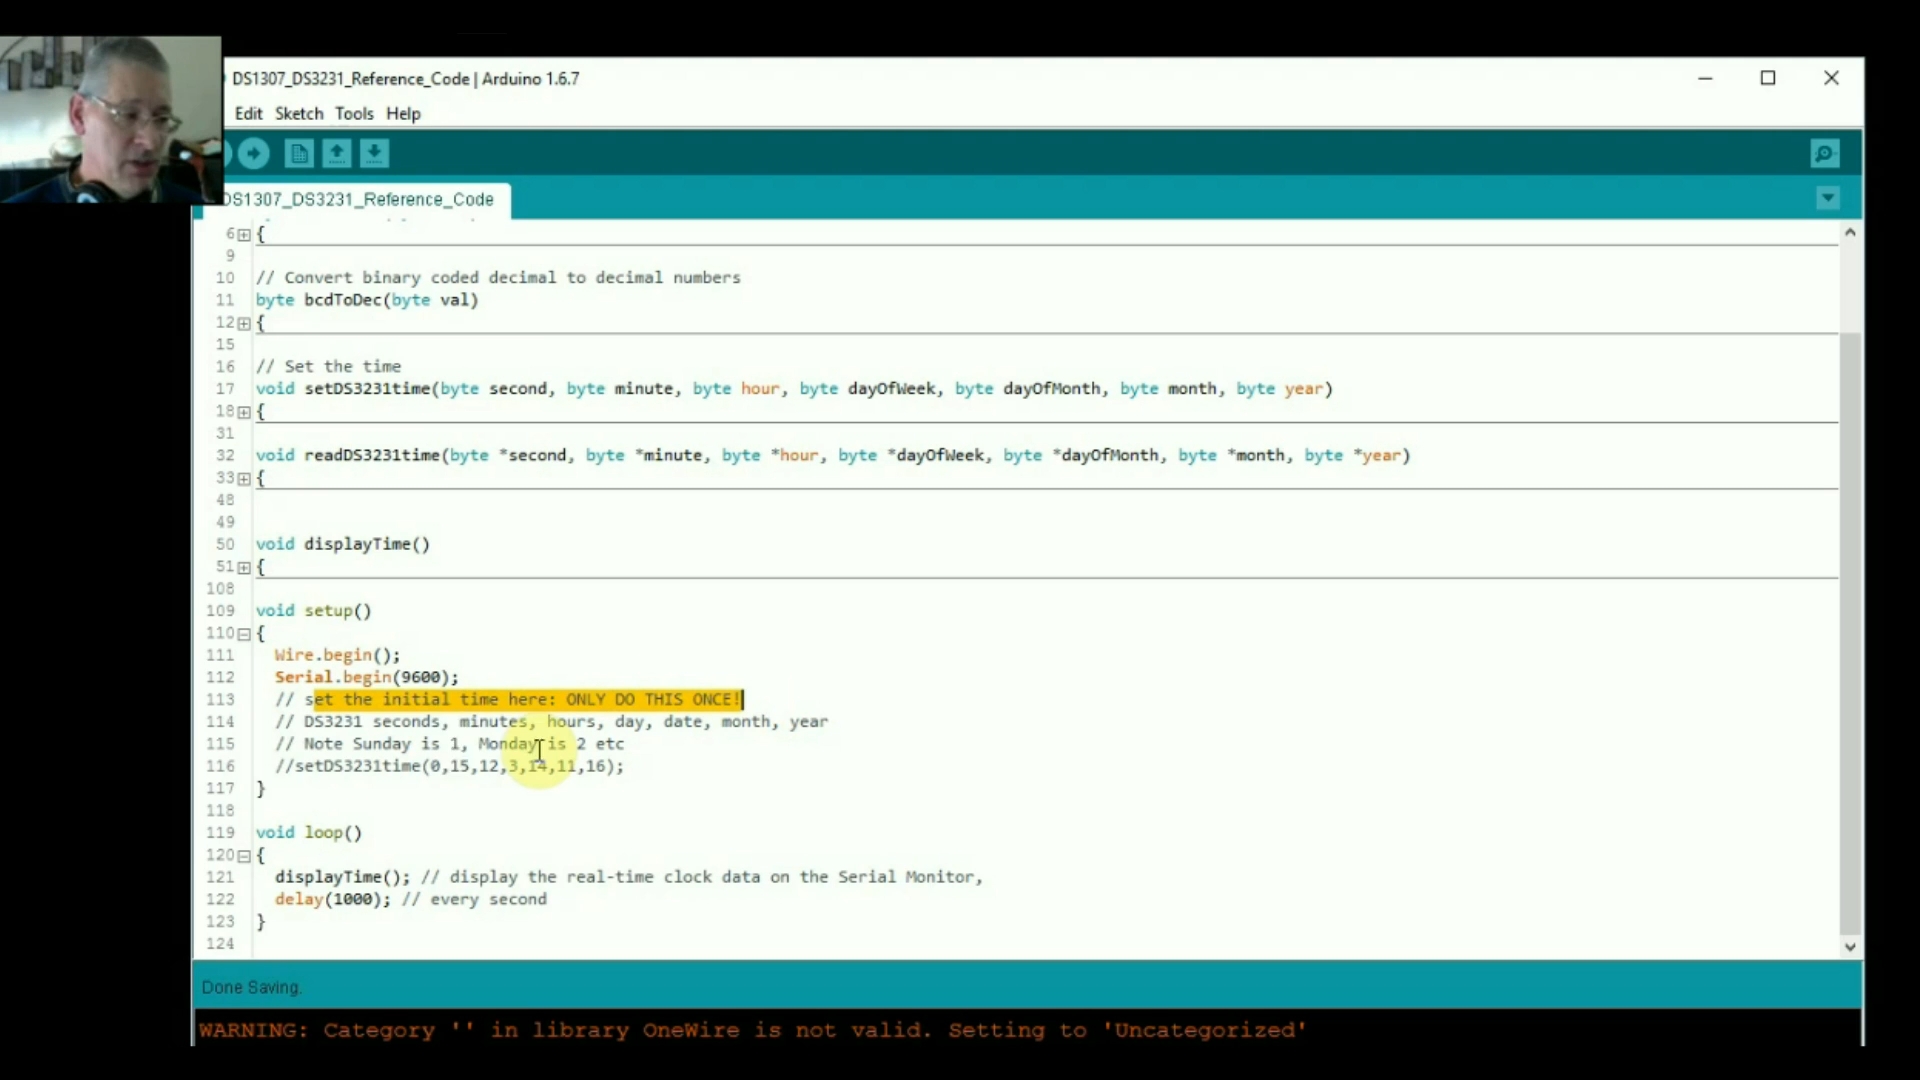 DS1307_DS3231_Reference_Code | Arduino 1.6.7
Edit Sketch Tools Help
DS1307_DS3231_Reference_Code
6 {
9
10 // Convert binary coded decimal to decimal numbers
11 byte bcdToDec(byte val)
12 {
15
16 // Set the time
17 void setDS3231time(byte second, byte minute, byte hour, byte dayOfWeek, byte dayOfMonth, byte month, byte year)
18 {
31
32 void readDS3231time(byte *second, byte *minute, byte *hour, byte *dayOfWeek, byte *dayOfMonth, byte *month, byte *year)
33 {
48
49
50 void displayTime()
51 {
108
109 void setup()
110 {
111 Wire.begin();
112 Serial.begin(9600);
113 // set the initial time here: ONLY DO THIS ONCE!
114 // DS3231 seconds, minutes, hours, day, date, month, year
115 // Note Sunday is 1, Monday is 2 etc
116 //setDS3231time(0,15,12,3,14,11,16);
117 }
118
119 void loop()
120 {
121 displayTime(); // display the real-time clock data on the Serial Monitor,
122 delay(1000); // every second
123 }
124
Done Saving.
WARNING: Category '' in library OneWire is not valid. Setting to 'Uncategorized'